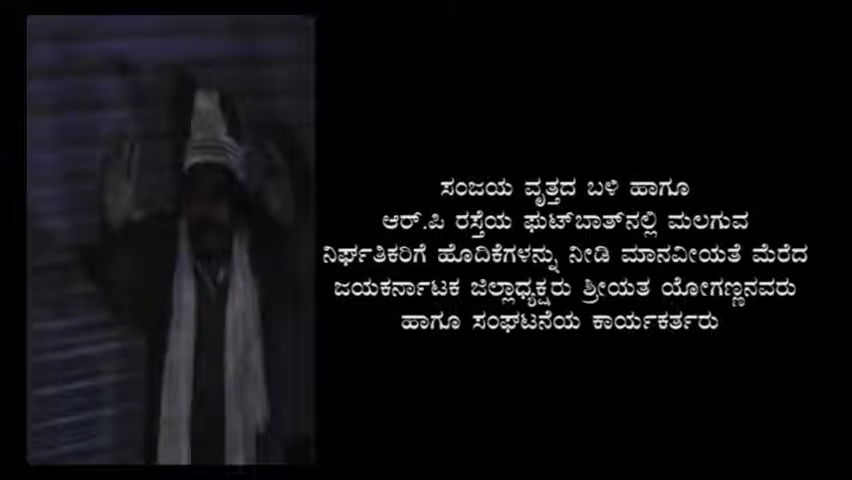 ಸಂಜಯ ವೃತ್ತದ ಬಳಿ ಹಾಗೂ
ಆರ್.ಪಿ ರಸ್ತೆಯ ಘುಟ್‌ಬಾತ್‌ನಲ್ಲಿ ಮಲಗುವ
ನಿರ್ಘತಿಕರಿಗೆ ಹೊದಿಕೆಗಳನ್ನು ನೀಡಿ ಮಾನವೀಯತೆ ಮೆರೆದ
ಜಯಕರ್ನಾಟಕ ಜಿಲ್ಲಾಧ್ಯಕ್ಷರು ಶ್ರೀಯತ ಯೋಗಣ್ಣನವರು
ಹಾಗೂ ಸಂಘಟನೆಯ ಕಾರ್ಯಕರ್ತರು